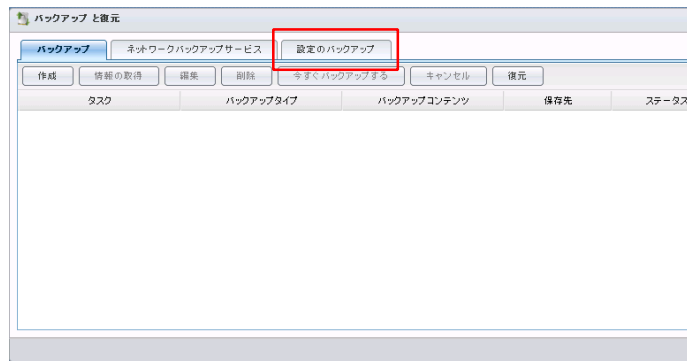 バックアップ と復元
バックアップ ネットワークバックアップサービス 設定のバックアップ
作成 情報の取得 編集 削除 今すぐバックアップする キャンセル 復元
タスク バックアップタイプ バックアップコンテンツ 保存先 ステータス